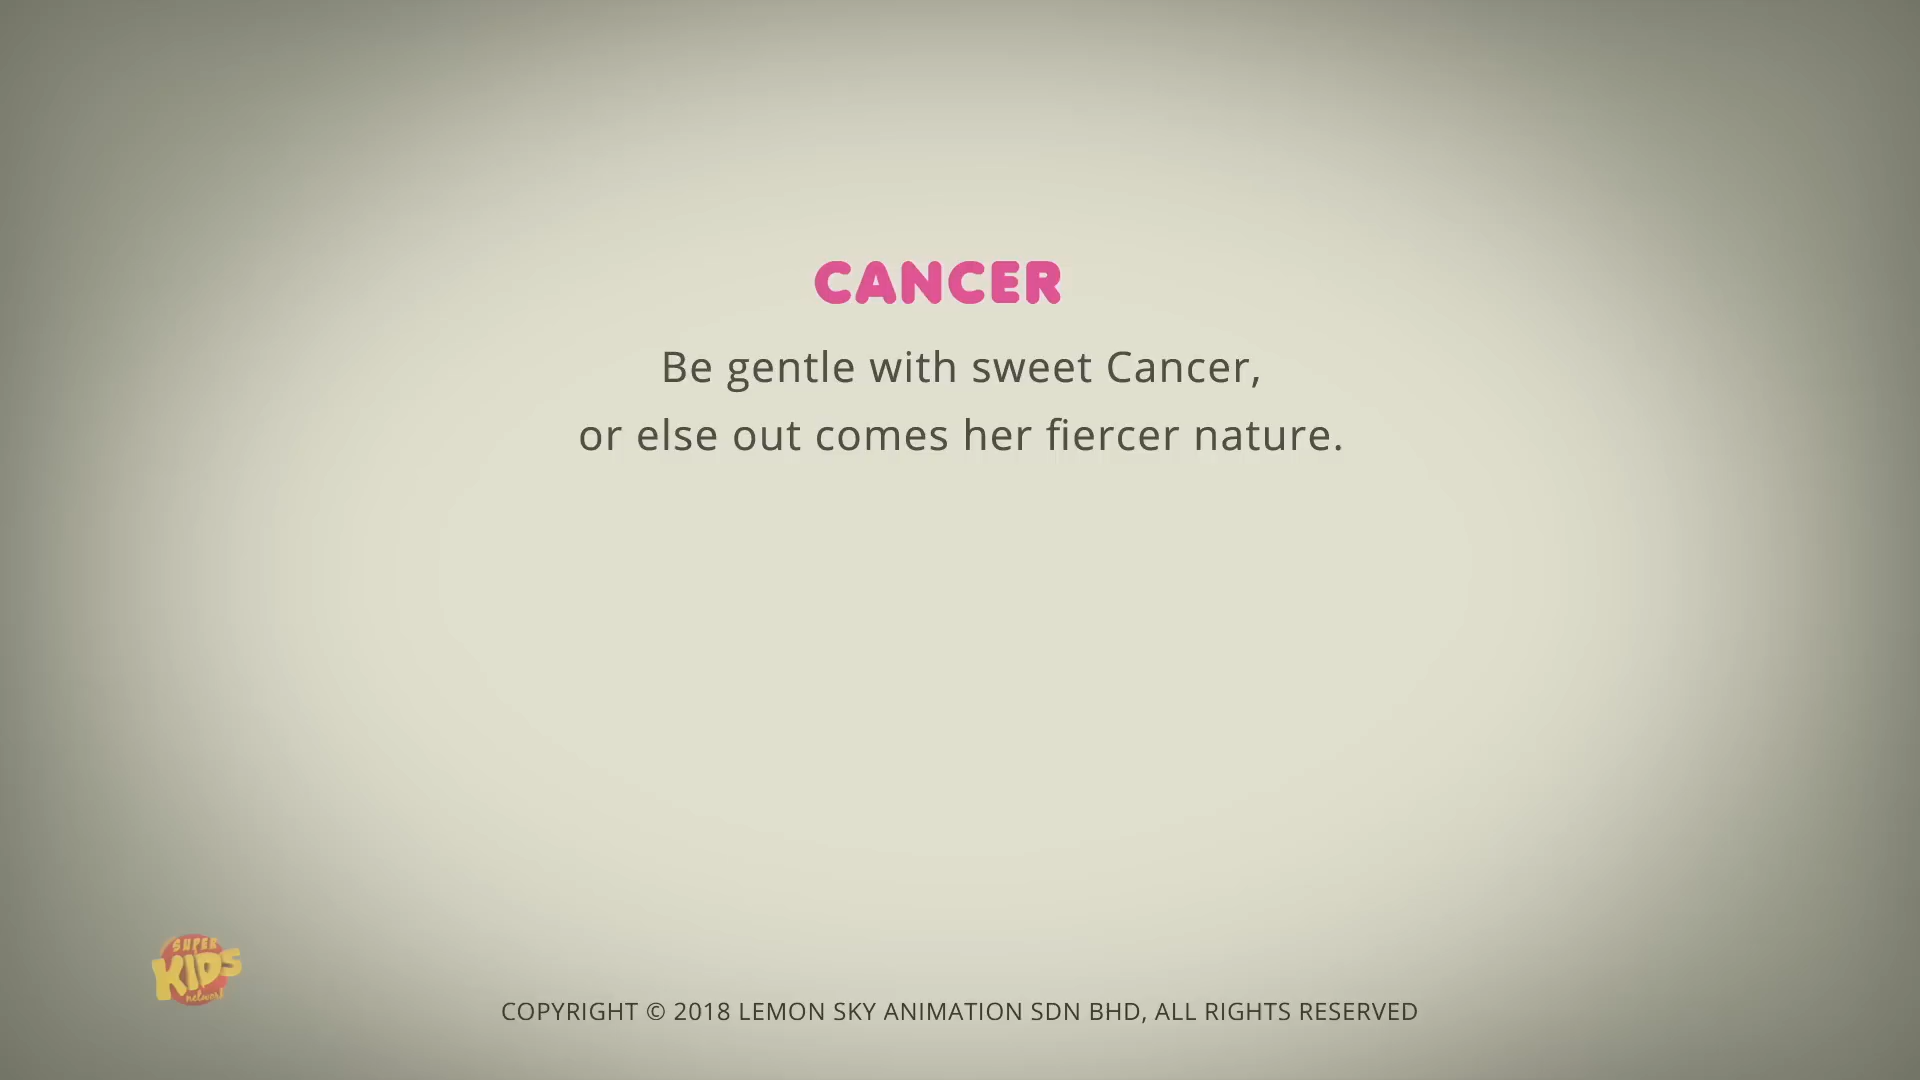 CANCER
Be gentle with sweet Cancer,
or else out comes her fiercer nature.
SUPER
KIDS
network
COPYRIGHT © 2018 LEMON SKY ANIMATION SDN BHD, ALL RIGHTS RESERVED